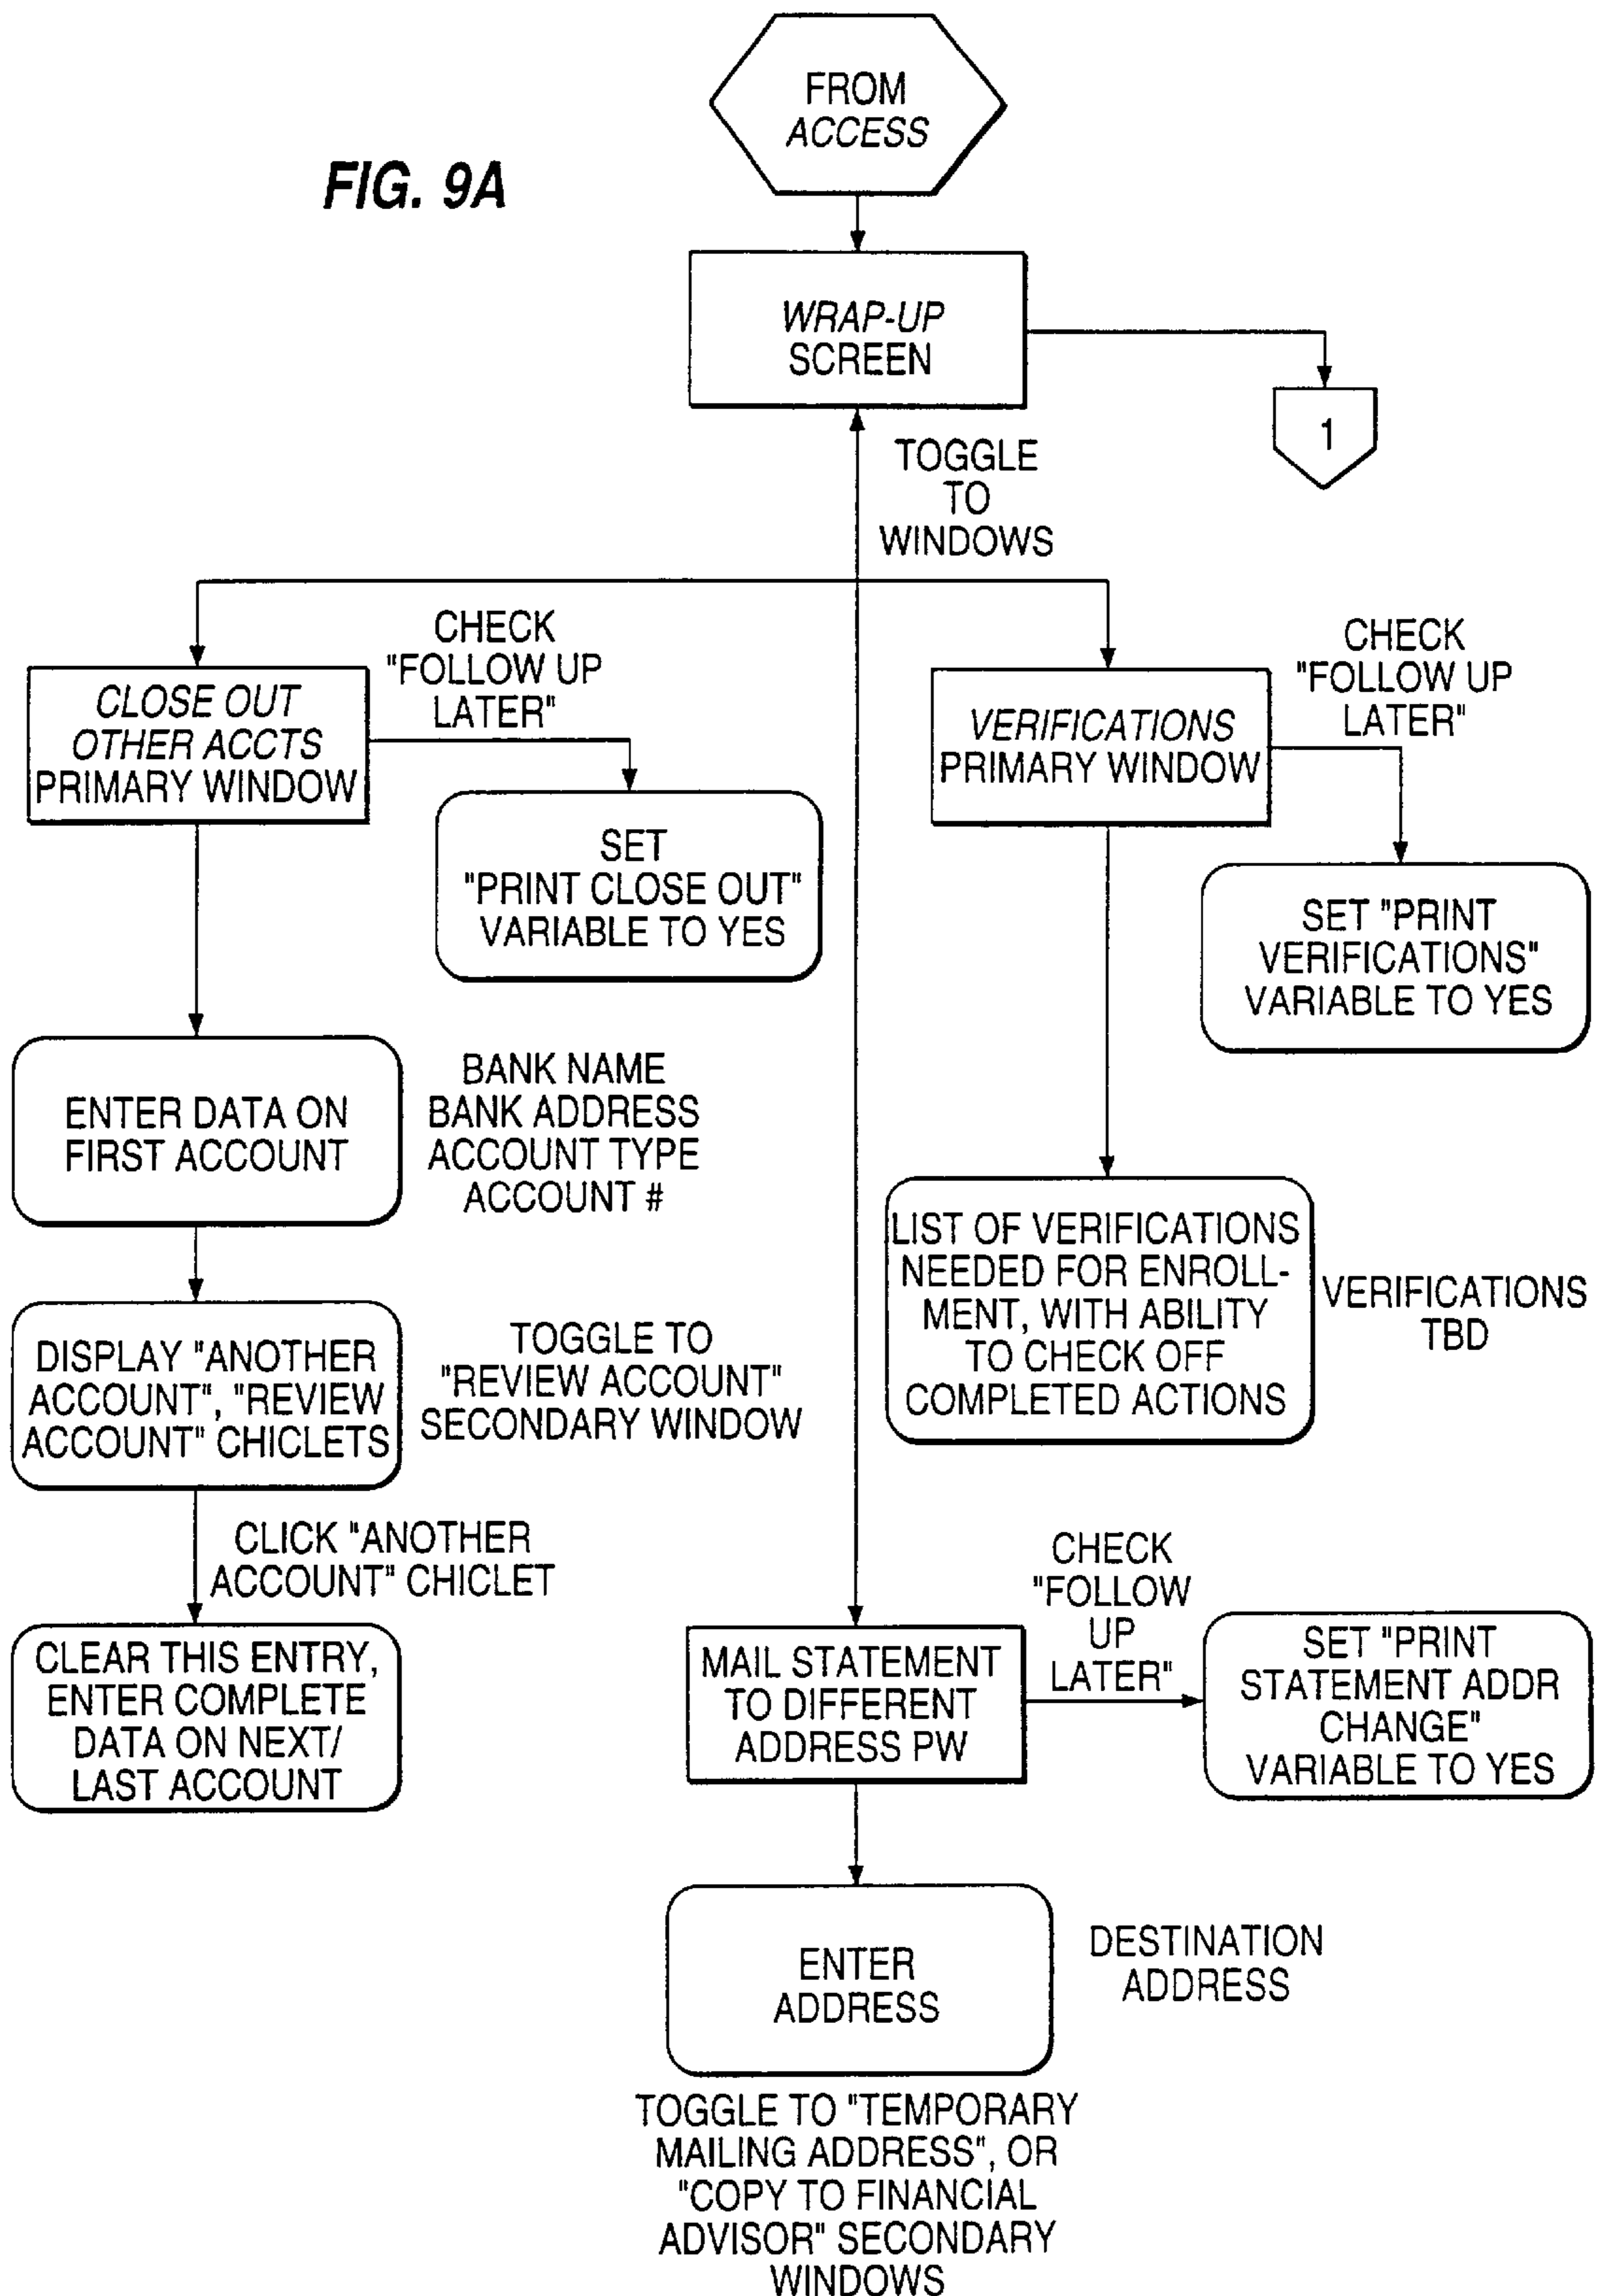 FROM
ACCESS
FIG. 9A
WRAP-UP
SCREEN
1
TOGGLE
TO
WINDOWS
CLOSE OUT
OTHER ACCTS
PRIMARY WINDOW
CHECK
"FOLLOW UP
LATER"
SET
"PRINT CLOSE OUT"
VARIABLE TO YES
VERIFICATIONS
PRIMARY WINDOW
CHECK
"FOLLOW UP
LATER"
SET "PRINT
VERIFICATIONS"
VARIABLE TO YES
ENTER DATA ON
FIRST ACCOUNT
BANK NAME
BANK ADDRESS
ACCOUNT TYPE
ACCOUNT #
LIST OF VERIFICATIONS
NEEDED FOR ENROLL-
MENT, WITH ABILITY
TO CHECK OFF
COMPLETED ACTIONS
VERIFICATIONS
TBD
DISPLAY "ANOTHER
ACCOUNT", "REVIEW
ACCOUNT" CHICLETS
TOGGLE TO
"REVIEW ACCOUNT"
SECONDARY WINDOW
CLICK "ANOTHER
ACCOUNT" CHICLET
CLEAR THIS ENTRY,
ENTER COMPLETE
DATA ON NEXT/
LAST ACCOUNT
MAIL STATEMENT
TO DIFFERENT
ADDRESS PW
CHECK
"FOLLOW
UP
LATER"
SET "PRINT
STATEMENT ADDR
CHANGE"
VARIABLE TO YES
ENTER
ADDRESS
DESTINATION
ADDRESS
TOGGLE TO "TEMPORARY
MAILING ADDRESS", OR
"COPY TO FINANCIAL
ADVISOR" SECONDARY
WINDOWS